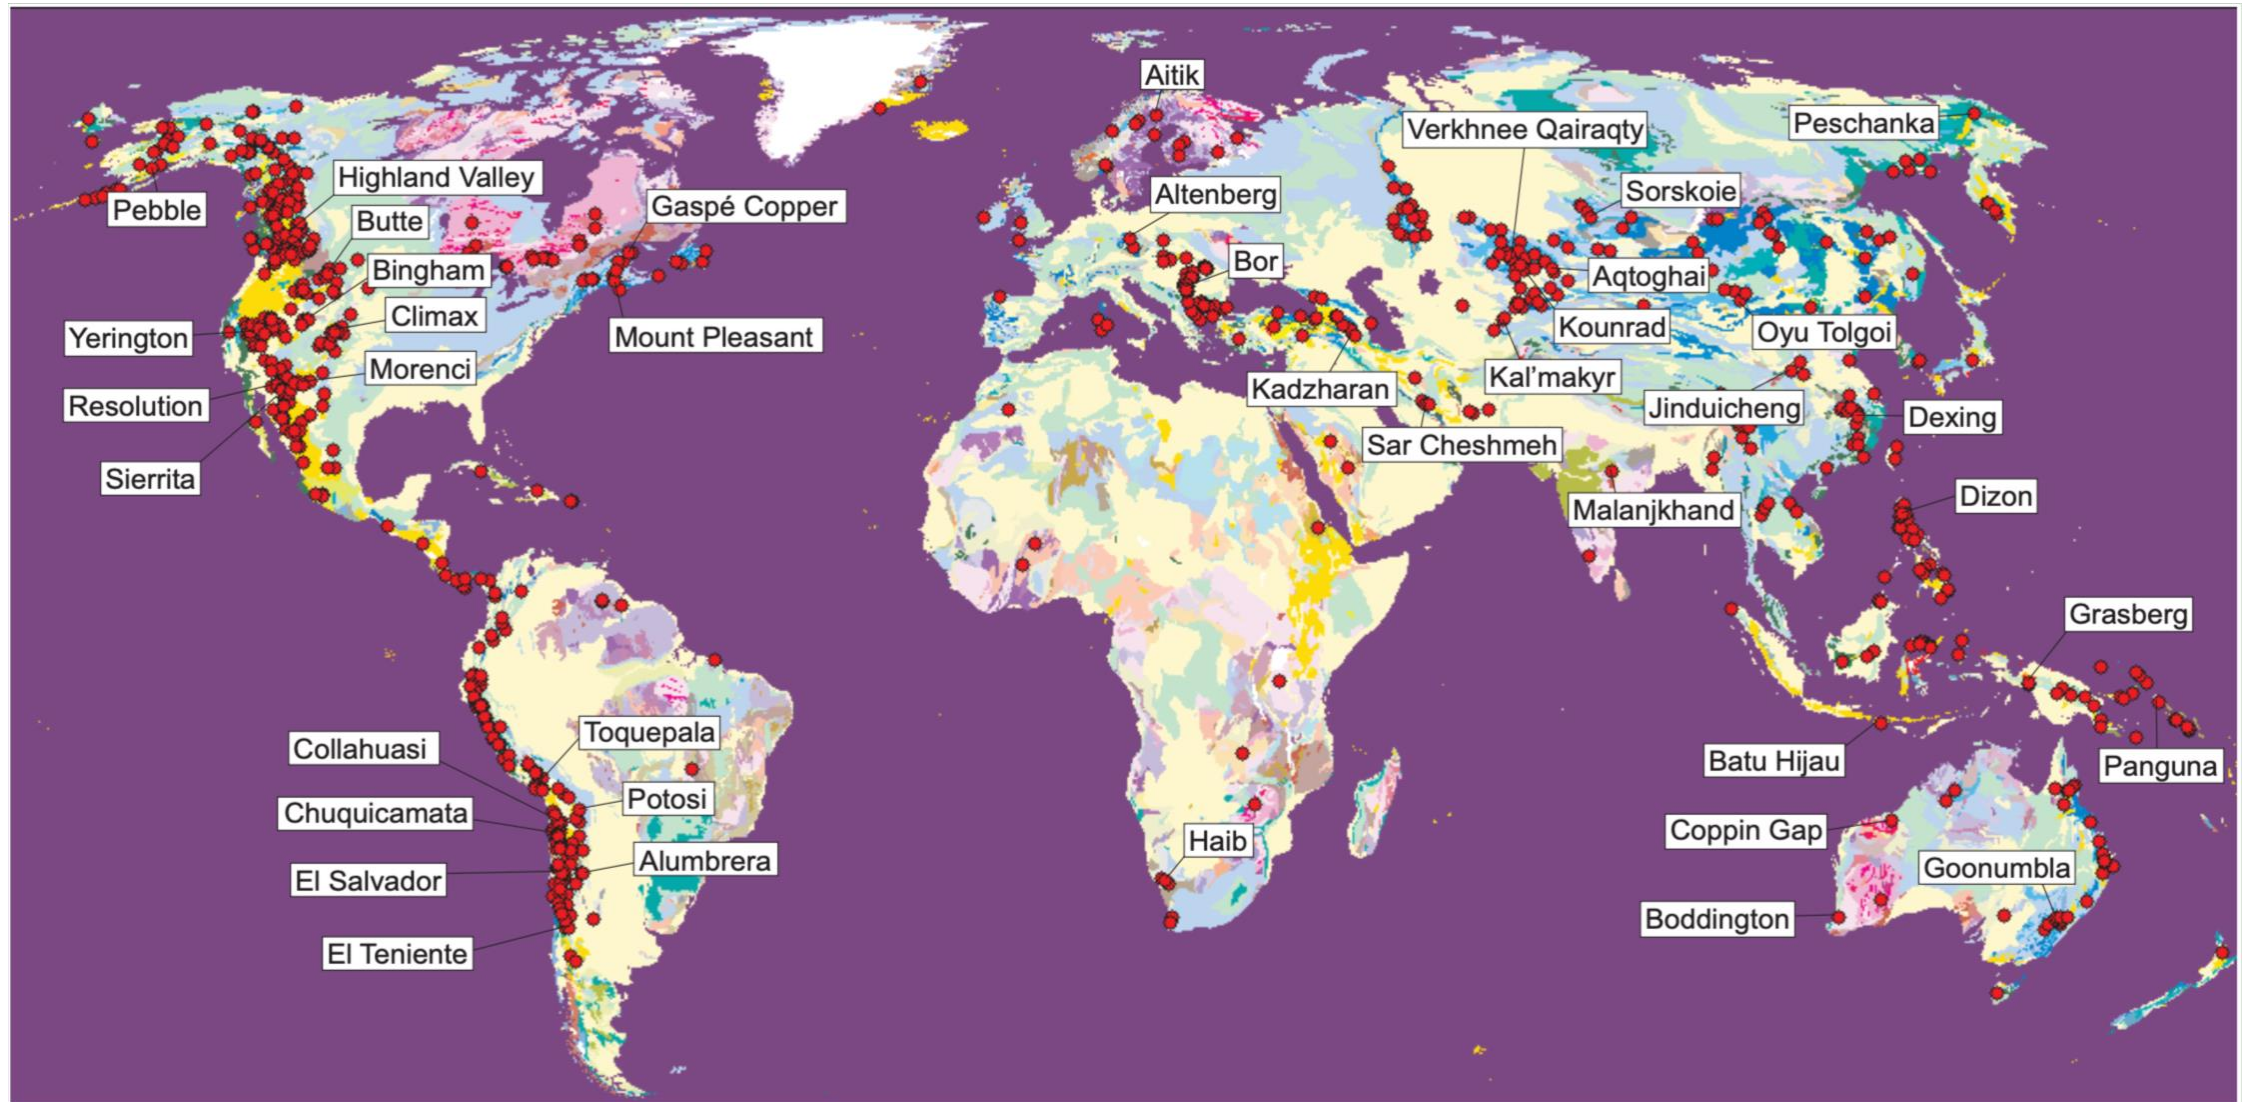 Aitik
Verkhnee Qairaqty
Peschanka
Highland Valley
Altenberg
Sorskoie
Pebble
Gaspé Copper
Butte
Bor
Bingham
Aqtoghai
Climax
Yerington
Mount Pleasant
Kounrad
Oyu Tolgoi
Morenci
Kadzharan
Kal’makyr
Resolution
Jinduicheng
Dexing
Sar Cheshmeh
Sierrita
Malanjkhand
Dizon
Grasberg
Toquepala
Collahuasi
Batu Hijau
Panguna
Potosi
Chuquicamata
Haib
Coppin Gap
Alumbrera
Goonumbla
El Salvador
Boddington
El Teniente